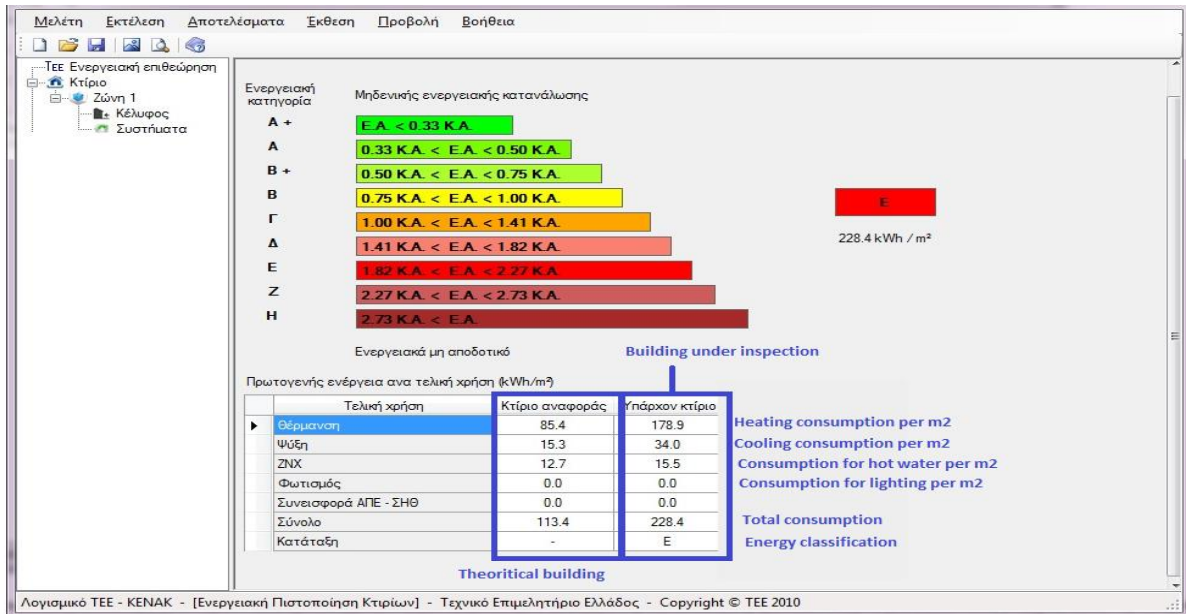 Μελέτη Εκτέλεση Αποτελέσματα Έκθεση Προβολή Βοήθεια
ΤΕΕ Ενεργειακή επιθεώρηση
Κτίριο
Ζώνη 1
Κέλυφος
Συστήματα
Ενεργειακή κατηγορία
Μηδενικής ενεργειακής κατανάλωσης
Α + Ε.Α. < 0.33 Κ.Α.
Α 0.33 Κ.Α. < Ε.Α. < 0.50 Κ.Α.
Β + 0.50 Κ.Α. < Ε.Α. < 0.75 Κ.Α.
Β 0.75 Κ.Α. < Ε.Α. < 1.00 Κ.Α.
Γ 1.00 Κ.Α. < Ε.Α. < 1.41 Κ.Α.
Δ 1.41 Κ.Α. < Ε.Α. < 1.82 Κ.Α.
Ε 1.82 Κ.Α. < Ε.Α. < 2.27 Κ.Α.
Ζ 2.27 Κ.Α. < Ε.Α. < 2.73 Κ.Α.
Η 2.73 Κ.Α. < Ε.Α.
Ε
228.4 kWh / m²
Ενεργειακά μη αποδοτικό
Building under inspection
Πρωτογενής ενέργεια ανα τελική χρήση (kWh/m²)
Τελική χρήση Κτίριο αναφοράς Υπάρχον κτίριο
Θέρμανση 85.4 178.9 Heating consumption per m2
Ψύξη 15.3 34.0 Cooling consumption per m2
ΖΝΧ 12.7 15.5 Consumption for hot water per m2
Φωτισμός 0.0 0.0 Consumption for lighting per m2
Συνεισφορά ΑΠΕ - ΣΗΘ 0.0 0.0
Σύνολο 113.4 228.4 Total consumption
Κατάταξη - Ε Energy classification
Theoritical building
Λογισμικό ΤΕΕ - ΚΕΝΑΚ - [Ενεργειακή Πιστοποίηση Κτιρίων] - Τεχνικό Επιμελητήριο Ελλάδος - Copyright © ΤΕΕ 2010